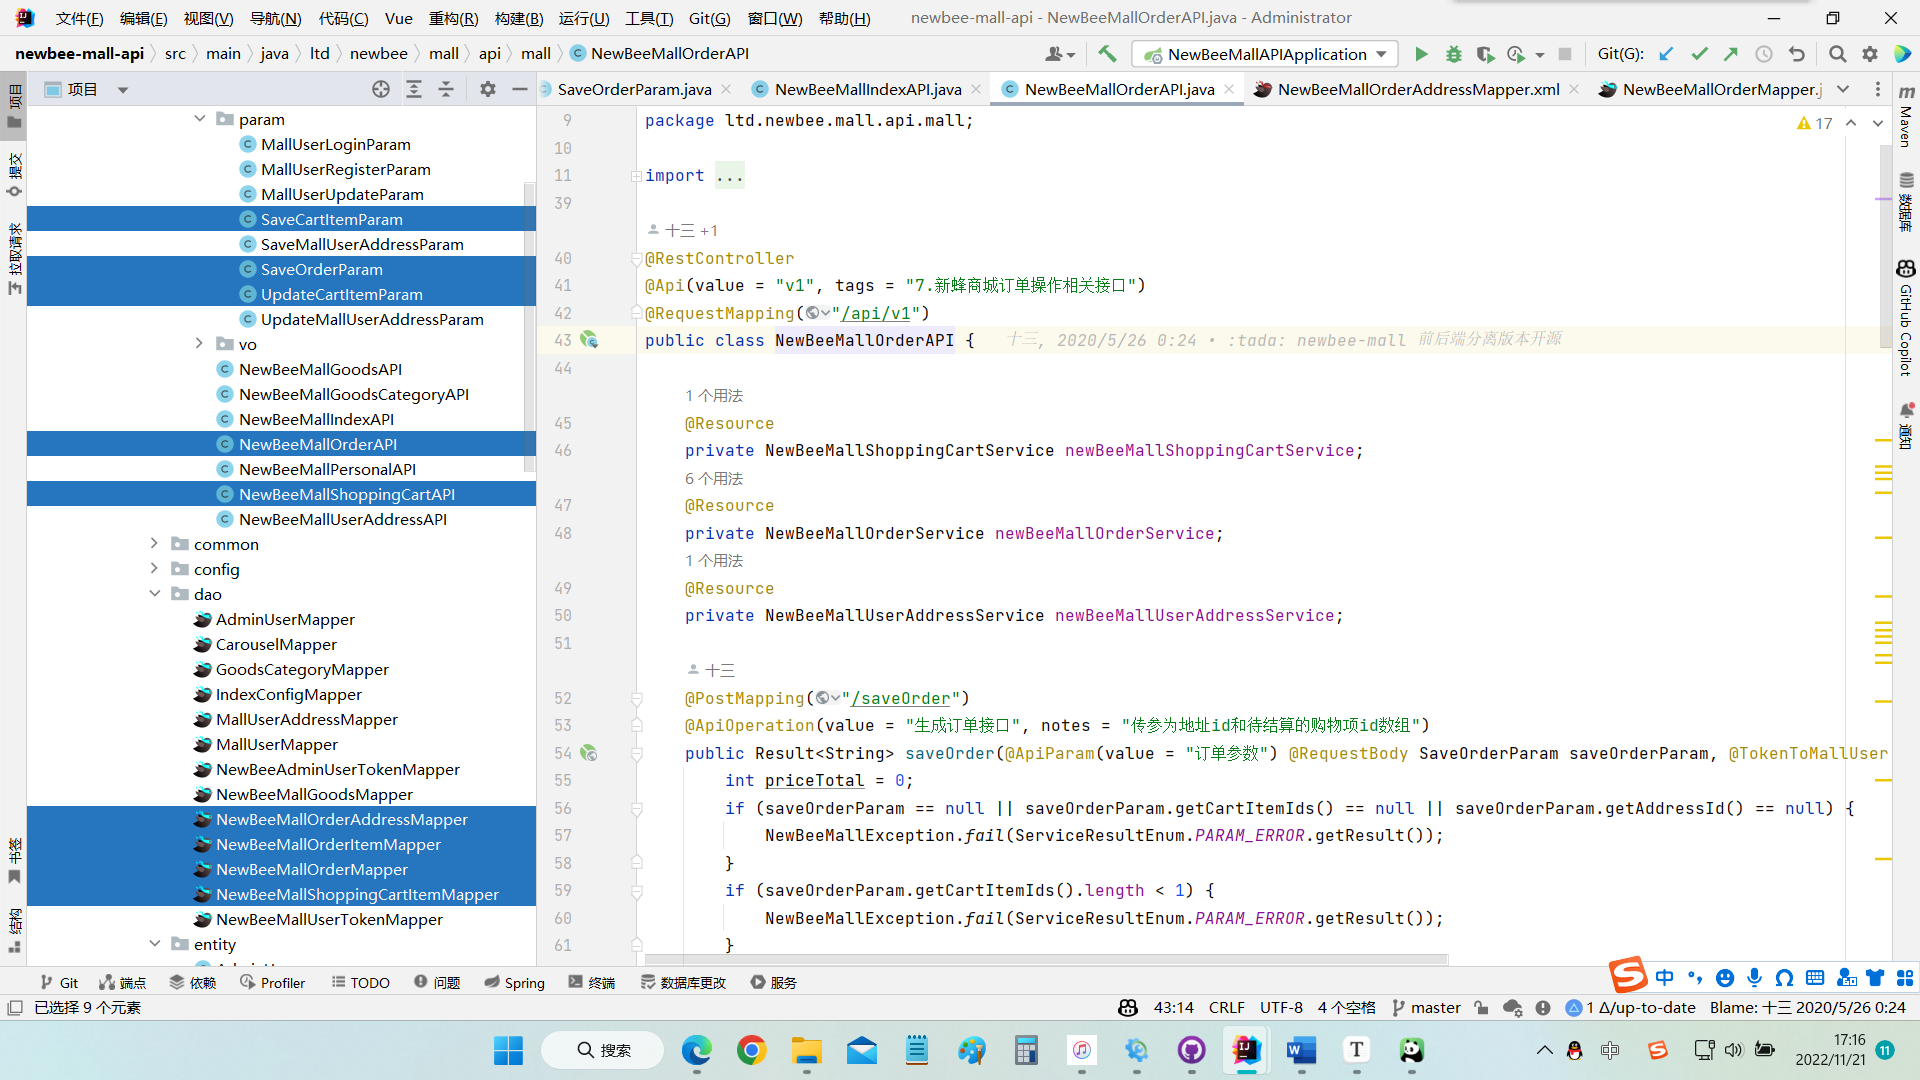 文件(F) 编辑(E) 视图(V) 导航(N) 代码(C) Vue 重构(R) 构建(B) 运行(U) 工具(T) Git(G) 窗口(W) 帮助(H) newbee-mall-api - NewBeeMallOrderAPI.java - Administrator
newbee-mall-api src main java ltd newbee mall api mall NewBeeMallOrderAPI NewBeeMallAPIApplication Git(G):
项目 SaveOrderParam.java NewBeeMallIndexAPI.java NewBeeMallOrderAPI.java NewBeeMallOrderAddressMapper.xml NewBeeMallOrderMapper.j
项目
提交
拉取请求
书签
结构
param
MallUserLoginParam
MallUserRegisterParam
MallUserUpdateParam
SaveCartItemParam
SaveMallUserAddressParam
SaveOrderParam
UpdateCartItemParam
UpdateMallUserAddressParam
vo
NewBeeMallGoodsAPI
NewBeeMallGoodsCategoryAPI
NewBeeMallIndexAPI
NewBeeMallOrderAPI
NewBeeMallPersonalAPI
NewBeeMallShoppingCartAPI
NewBeeMallUserAddressAPI
common
config
dao
AdminUserMapper
CarouselMapper
GoodsCategoryMapper
IndexConfigMapper
MallUserAddressMapper
MallUserMapper
NewBeeAdminUserTokenMapper
NewBeeMallGoodsMapper
NewBeeMallOrderAddressMapper
NewBeeMallOrderItemMapper
NewBeeMallOrderMapper
NewBeeMallShoppingCartItemMapper
NewBeeMallUserTokenMapper
entity
9 package ltd.newbee.mall.api.mall;
17
10
11 import ...
39
十三 +1
40 @RestController
41 @Api(value = "v1", tags = "7.新蜂商城订单操作相关接口")
42 @RequestMapping("/api/v1")
43 public class NewBeeMallOrderAPI { 十三, 2020/5/26 0:24 • :tada: newbee-mall 前后端分离版本开源
44
1 个用法
45 @Resource
46 private NewBeeMallShoppingCartService newBeeMallShoppingCartService;
6 个用法
47 @Resource
48 private NewBeeMallOrderService newBeeMallOrderService;
1 个用法
49 @Resource
50 private NewBeeMallUserAddressService newBeeMallUserAddressService;
51
十三
52 @PostMapping("/saveOrder")
53 @ApiOperation(value = "生成订单接口", notes = "传参为地址id和待结算的购物项id数组")
54 public Result<String> saveOrder(@ApiParam(value = "订单参数") @RequestBody SaveOrderParam saveOrderParam, @TokenToMallUser
55 int priceTotal = 0;
56 if (saveOrderParam == null || saveOrderParam.getCartItemIds() == null || saveOrderParam.getAddressId() == null) {
57 NewBeeMallException.fail(ServiceResultEnum.PARAM_ERROR.getResult());
58 }
59 if (saveOrderParam.getCartItemIds().length < 1) {
60 NewBeeMallException.fail(ServiceResultEnum.PARAM_ERROR.getResult());
61 }
Maven
数据库
GitHub Copilot
通知
Git 端点 依赖 Profiler TODO 问题 Spring 终端 数据库更改 服务
中
已选择 9 个元素 43:14 CRLF UTF-8 4 个空格 master 1 Δ/up-to-date Blame: 十三 2020/5/26 0:24
搜索 中 17:16
2022/11/21 11